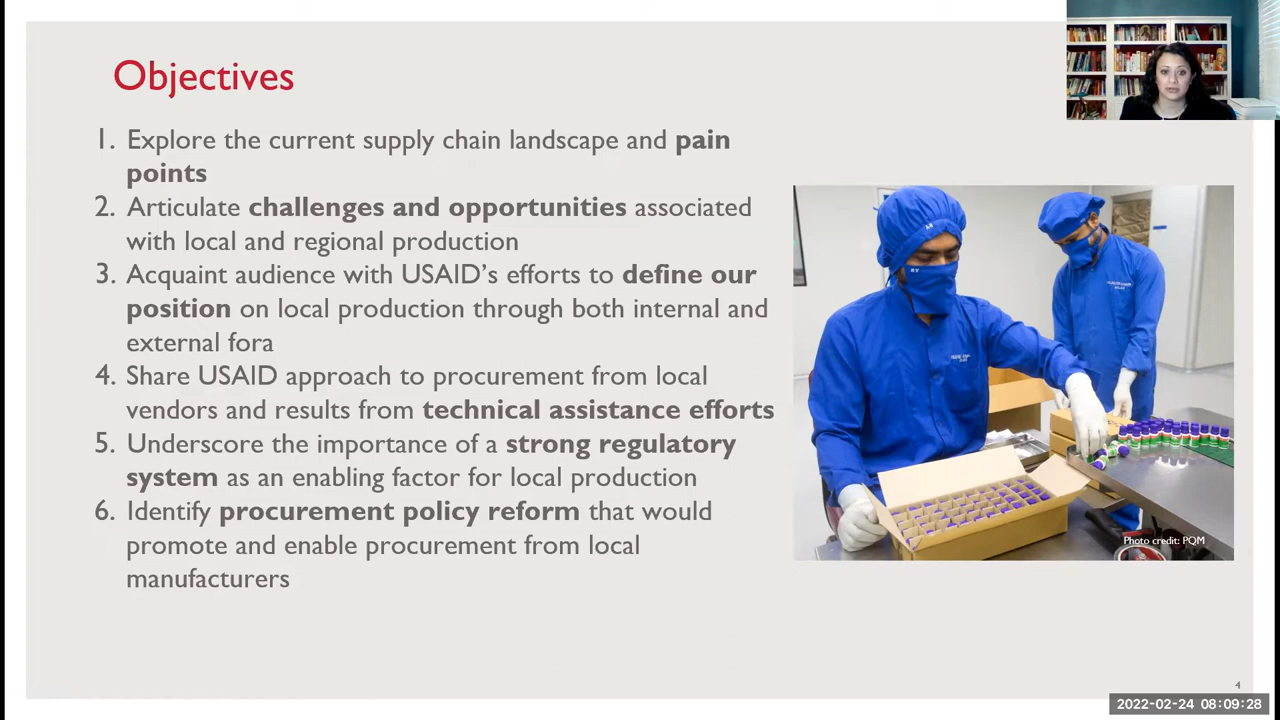 Objectives
1. Explore the current supply chain landscape and pain
points
2. Articulate challenges and opportunities associated
with local and regional production
3. Acquaint audience with USAID's efforts to define our
position on local production through both internal and
external fora
4. Share USAID approach to procurement from local
vendors and results from technical assistance efforts
5. Underscore the importance of a strong regulatory
system as an enabling factor for local production
6. Identify procurement policy reform that would
promote and enable procurement from local
manufacturers
Photo credit: PQM
4
2022-02-24 08:09:28